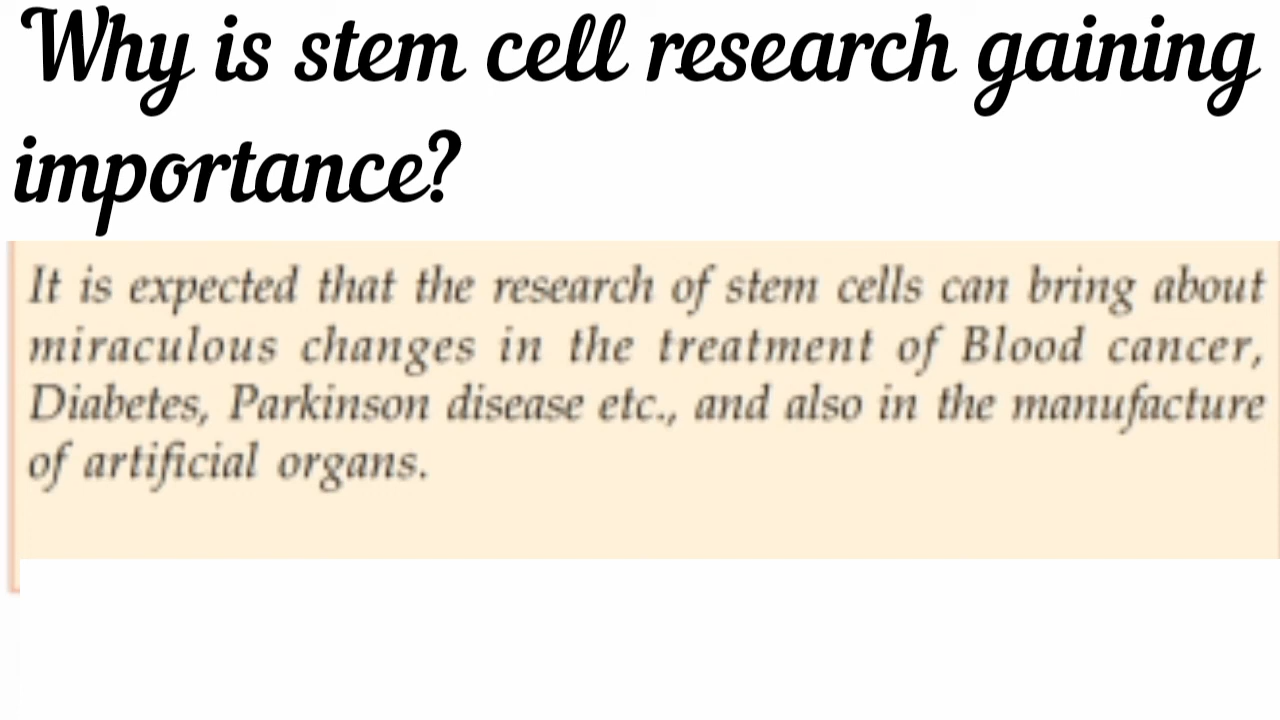 Why is stem cell research gaining
importance?
It is expected that the research of stem cells can bring about
miraculous changes in the treatment of Blood cancer,
Diabetes, Parkinson disease etc., and also in the manufacture
of artificial organs.